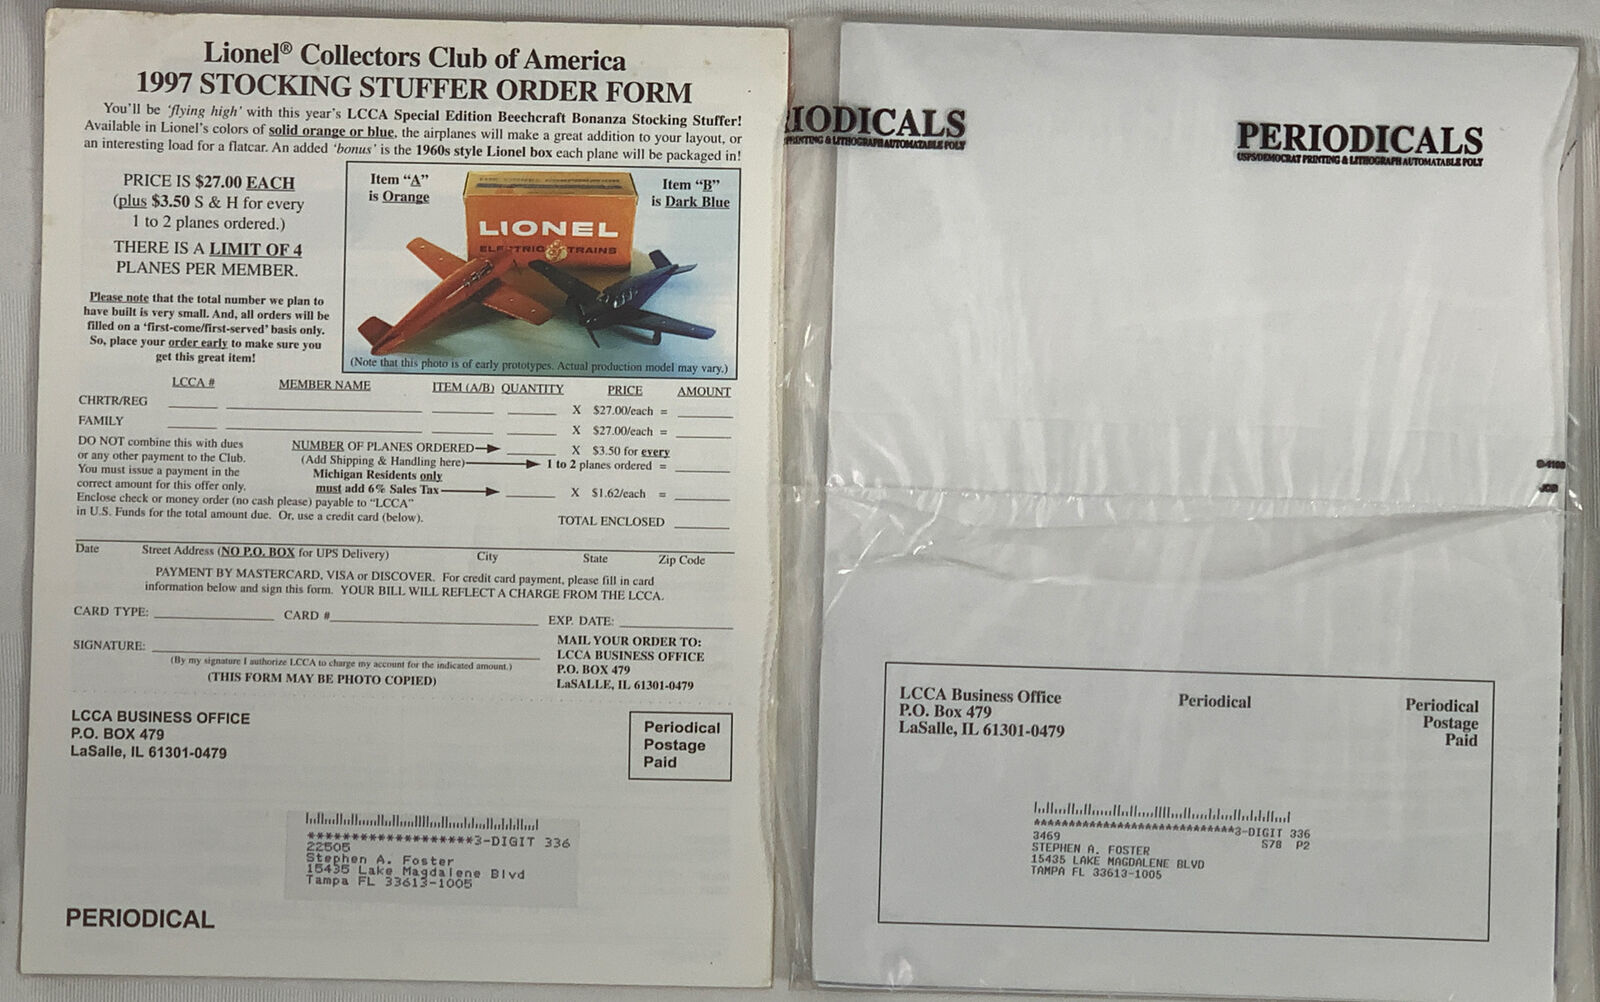 Lionel® Collectors Club of America
1997 STOCKING STUFFER ORDER FORM
You'll be 'flying high' with this year's LCCA Special Edition Beechcraft Bonanza Stocking Stuffer!
Available in Lionel's colors of solid orange or blue, the airplanes will make a great addition to your layout, or
an interesting load for a flatcar. An added 'bonus' is the 1960s style Lionel box each plane will be packaged in!
PRICE IS $27.00 EACH
(plus $3.50 S & H for every
1 to 2 planes ordered.)
THERE IS A LIMIT OF 4
PLANES PER MEMBER.
Please note that the total number we plan to
have built is very small. And, all orders will be
filled on a 'first-come/first-served' basis only.
So, place your order early to make sure you
get this great item!
Item "A"
is Orange
Item "B"
is Dark Blue
LIONEL
ELECTRIC TRAINS
(Note that this photo is of early prototypes. Actual production model may vary.)
LCCA # MEMBER NAME ITEM (A/B) QUANTITY PRICE AMOUNT
CHRTR/REG X $27.00/each =
FAMILY X $27.00/each =
DO NOT combine this with dues
or any other payment to the Club.
You must issue a payment in the
correct amount for this offer only.
Enclose check or money order (no cash please) payable to "LCCA"
in U.S. Funds for the total amount due. Or, use a credit card (below).
NUMBER OF PLANES ORDERED X $3.50 for every
(Add Shipping & Handling here) 1 to 2 planes ordered =
Michigan Residents only
must add 6% Sales Tax X $1.62/each =
TOTAL ENCLOSED
Date Street Address (NO P.O. BOX for UPS Delivery) City State Zip Code
PAYMENT BY MASTERCARD, VISA or DISCOVER. For credit card payment, please fill in card
information below and sign this form. YOUR BILL WILL REFLECT A CHARGE FROM THE LCCA.
CARD TYPE: CARD # EXP. DATE:
SIGNATURE:
(By my signature I authorize LCCA to charge my account for the indicated amount.)
(THIS FORM MAY BE PHOTO COPIED)
MAIL YOUR ORDER TO:
LCCA BUSINESS OFFICE
P.O. BOX 479
LaSALLE, IL 61301-0479
LCCA BUSINESS OFFICE
P.O. BOX 479
LaSalle, IL 61301-0479
Periodical
Postage
Paid
*******************3-DIGIT 336
22505
Stephen A. Foster
15435 Lake Magdalene Blvd
Tampa FL 33613-1005
PERIODICAL
RIODICALS
PRINTING & LITHOGRAPH AUTOMATABLE POLY
PERIODICALS
USPS/DEMOCRAT PRINTING & LITHOGRAPH AUTOMATABLE POLY
JCB
LCCA Business Office
P.O. Box 479
LaSalle, IL 61301-0479
Periodical
Periodical
Postage
Paid
****************************3-DIGIT 336
3469 S78 P2
STEPHEN A. FOSTER
15435 LAKE MAGDALENE BLVD
TAMPA FL 33613-1005